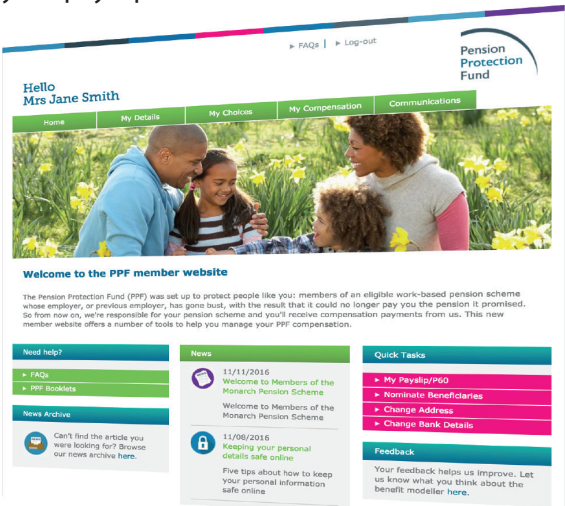 ► FAQs | ► Log-out
Pension
Protection
Fund
Hello
Mrs Jane Smith
Home
My Details
My Choices
My Compensation
Communications
Welcome to the PPF member website
The Pension Protection Fund (PPF) was set up to protect people like you: members of an eligible work-based pension scheme
whose employer, or previous employer, has gone bust, with the result that it could no longer pay you the pension it promised.
So from now on, we're responsible for your pension scheme and you'll receive compensation payments from us. This new
member website offers a number of tools to help you manage your PPF compensation.
Need help?
► FAQs
► PPF Booklets
News Archive
Can't find the article you
were looking for? Browse
our news archive here.
News
11/11/2016
Welcome to Members of the
Monarch Pension Scheme
Welcome to Members of the
Monarch Pension Scheme
11/08/2016
Keeping your personal
details safe online
Five tips about how to keep
your personal information
safe online
Quick Tasks
► My Payslip/P60
► Nominate Beneficiaries
► Change Address
► Change Bank Details
Feedback
Your feedback helps us improve. Let
us know what you think about the
benefit modeller here.